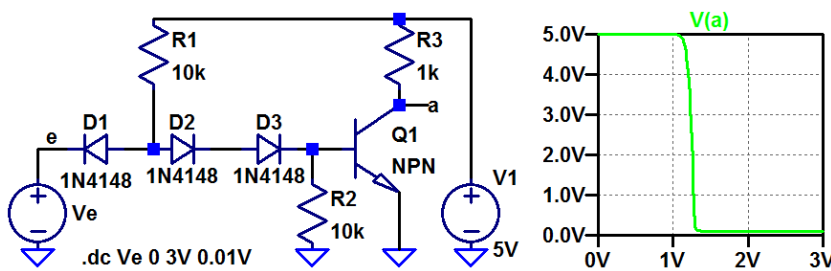 R1
10k
R3
1k
a
e
D1
D2
D3
Q1
1N4148
1N4148
1N4148
NPN
V1
Ve
R2
10k
5V
.dc Ve 0 3V 0.01V
V(a)
5.0V
4.0V
3.0V
2.0V
1.0V
0.0V
0V
1V
2V
3V